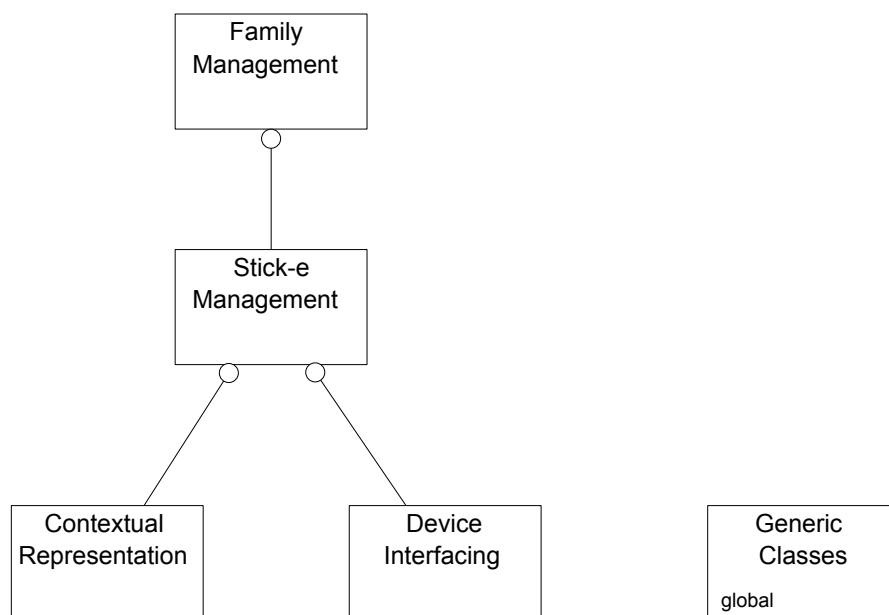 Family
Management
Stick-e
Management
Contextual
Representation
Device
Interfacing
Generic
Classes
global